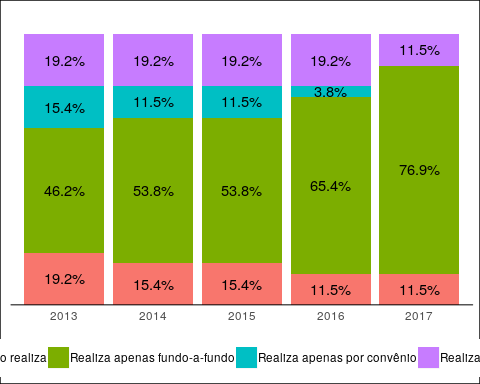 19.2% 19.2% 19.2% 19.2% 11.5%
15.4% 11.5% 11.5% 3.8%
46.2% 53.8% 53.8% 65.4% 76.9%
19.2% 15.4% 15.4% 11.5% 11.5%
2013 2014 2015 2016 2017
o realiza Realiza apenas fundo-a-fundo Realiza apenas por convênio Realiza